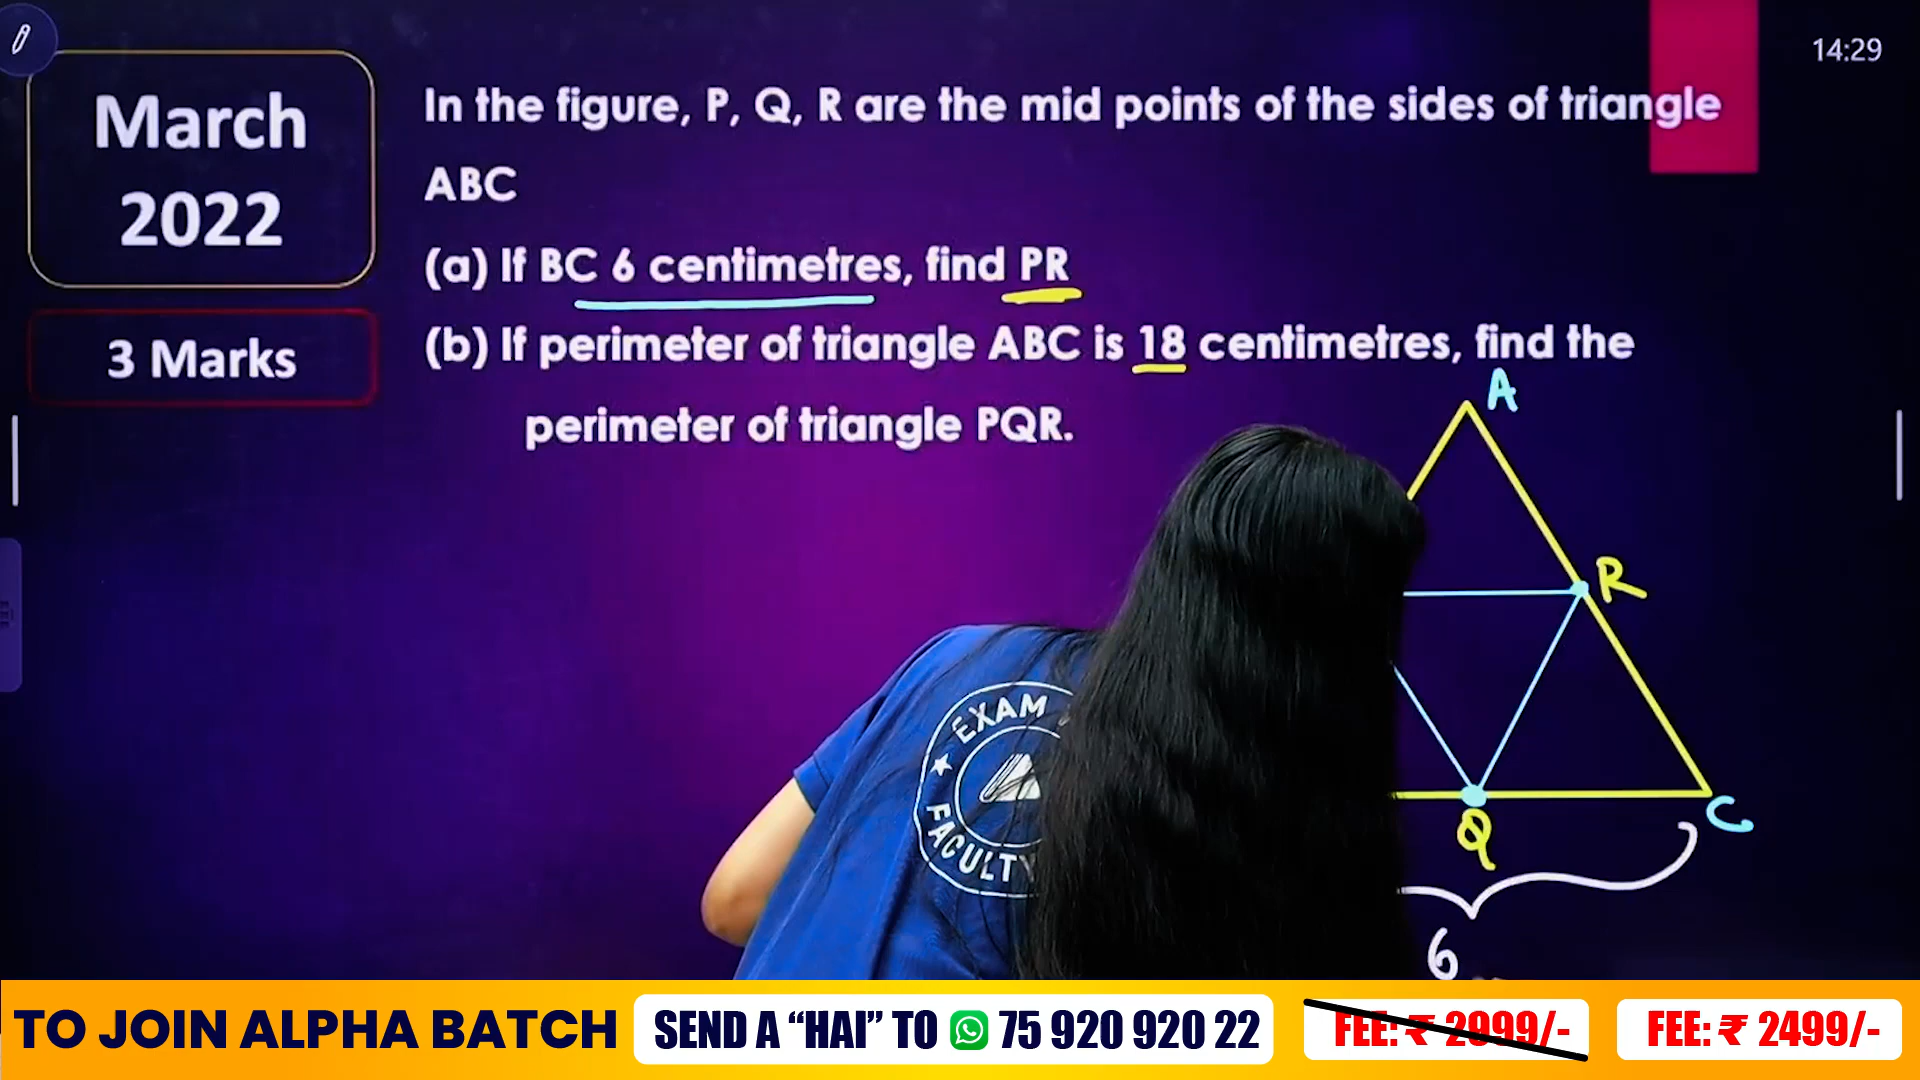 14:29
March
2022
3 Marks
In the figure, P, Q, R are the mid points of the sides of triangle
ABC
(a) If BC 6 centimetres, find PR
(b) If perimeter of triangle ABC is 18 centimetres, find the
perimeter of triangle PQR.
A
R
C
Q
6
EXAM
FACULTY
TO JOIN ALPHA BATCH
SEND A “HAI” TO 75 920 920 22
FEE: ₹ 2999/-
FEE: ₹ 2499/-